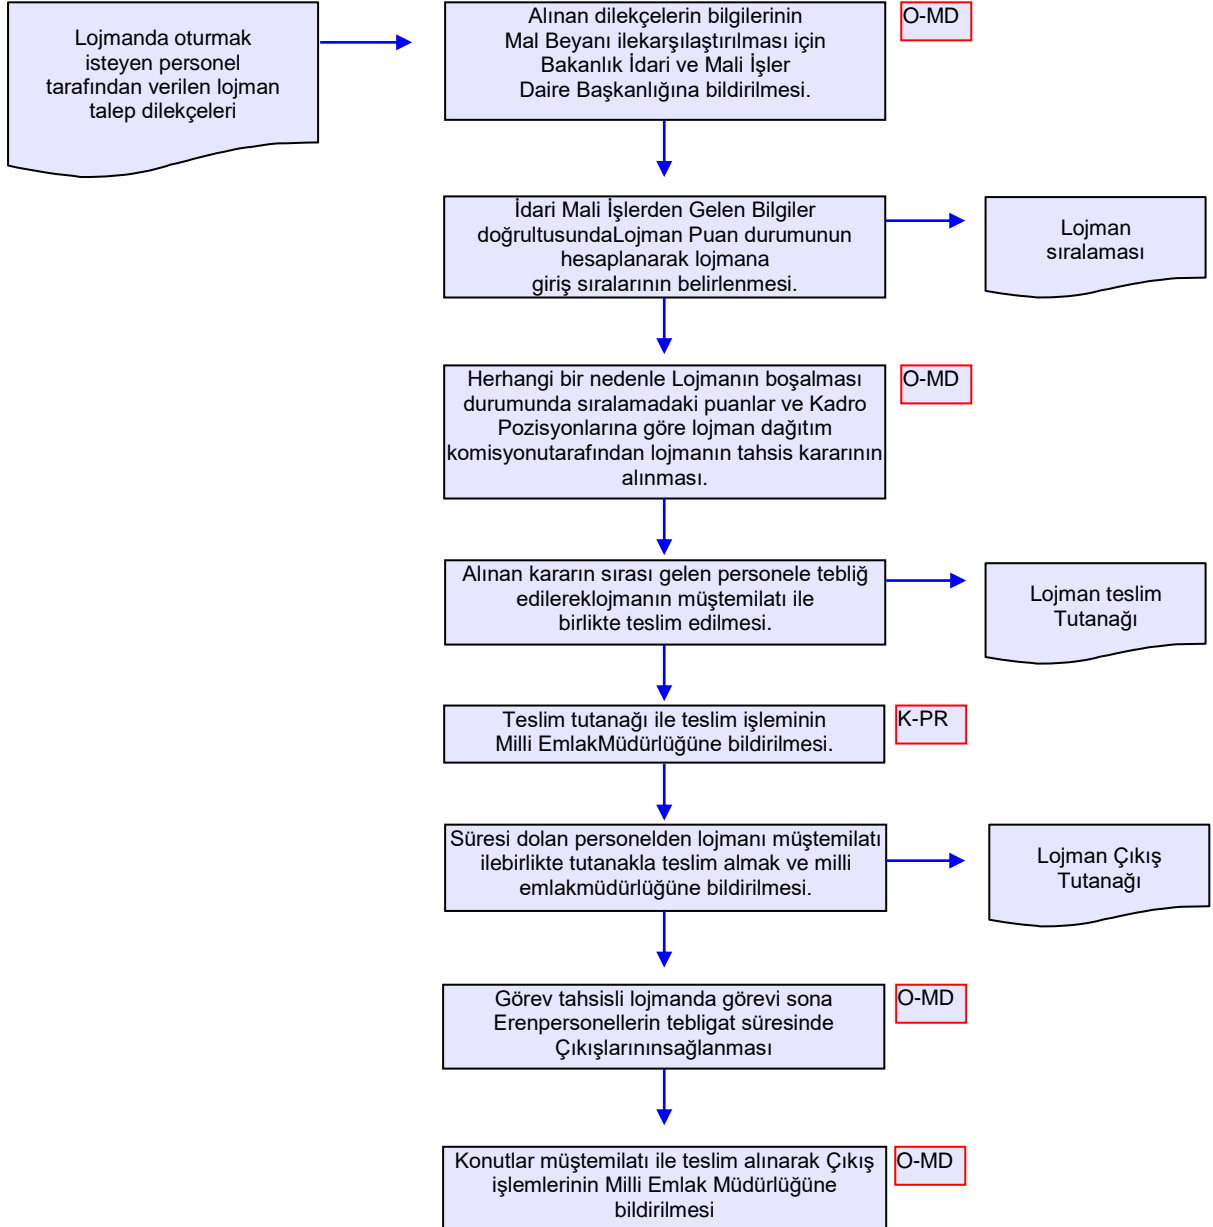 Lojmanda oturmak
isteyen personel
tarafından verilen lojman
talep dilekçeleri
Alınan dilekçelerin bilgilerinin
Mal Beyanı ilekarşılaştırılması için
Bakanlık İdari ve Mali İşler
Daire Başkanlığına bildirilmesi.
O-MD
İdari Mali İşlerden Gelen Bilgiler
doğrultusundaLojman Puan durumunun
hesaplanarak lojmana
giriş sıralarının belirlenmesi.
Lojman
sıralaması
Herhangi bir nedenle Lojmanın boşalması
durumunda sıralamadaki puanlar ve Kadro
Pozisyonlarına göre lojman dağıtım
komisyonutarafından lojmanın tahsis kararının
alınması.
O-MD
Alınan kararın sırası gelen personele tebliğ
edilereklojmanın müştemilatı ile
birlikte teslim edilmesi.
Lojman teslim
Tutanağı
Teslim tutanağı ile teslim işleminin
Milli EmlakMüdürlüğüne bildirilmesi.
K-PR
Süresi dolan personelden lojmanı müştemilatı
ilebirlikte tutanakla teslim almak ve milli
emlakmüdürlüğüne bildirilmesi.
Lojman Çıkış
Tutanağı
Görev tahsisli lojmanda görevi sona
Erenpersonellerin tebligat süresinde
Çıkışlarınınsağlanması
O-MD
Konutlar müştemilatı ile teslim alınarak Çıkış
işlemlerinin Milli Emlak Müdürlüğüne
bildirilmesi
O-MD